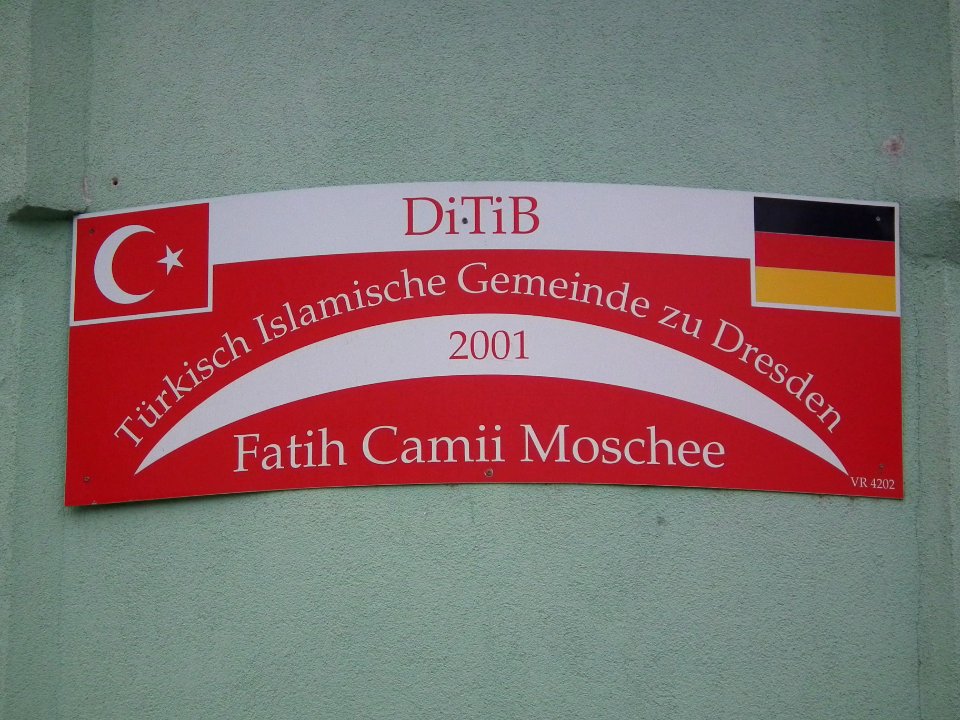 DiTiB
Türkisch Islamische Gemeinde zu Dresden
2001
Fatih Camii Moschee
VR 4202